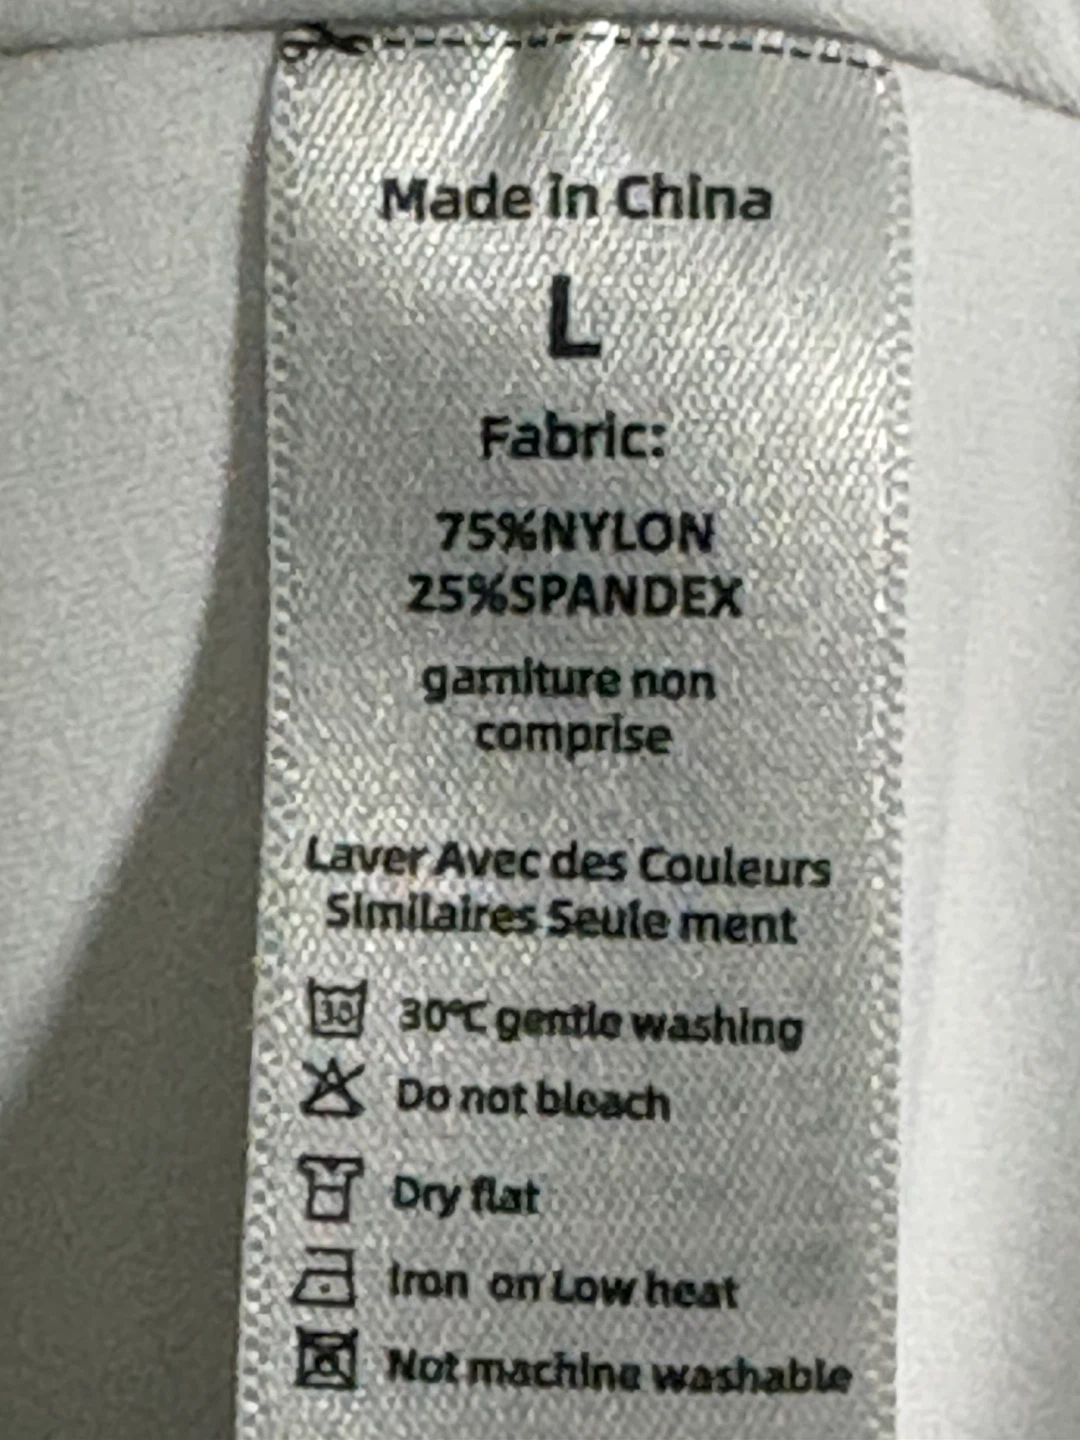 Made in China
L
Fabric:
75%NYLON
25%SPANDEX
garniture non
comprise
Laver Avec des Couleurs
Similaires Seule ment
30
30℃ gentle washing
Do not bleach
Dry flat
Iron on Low heat
Not machine washable